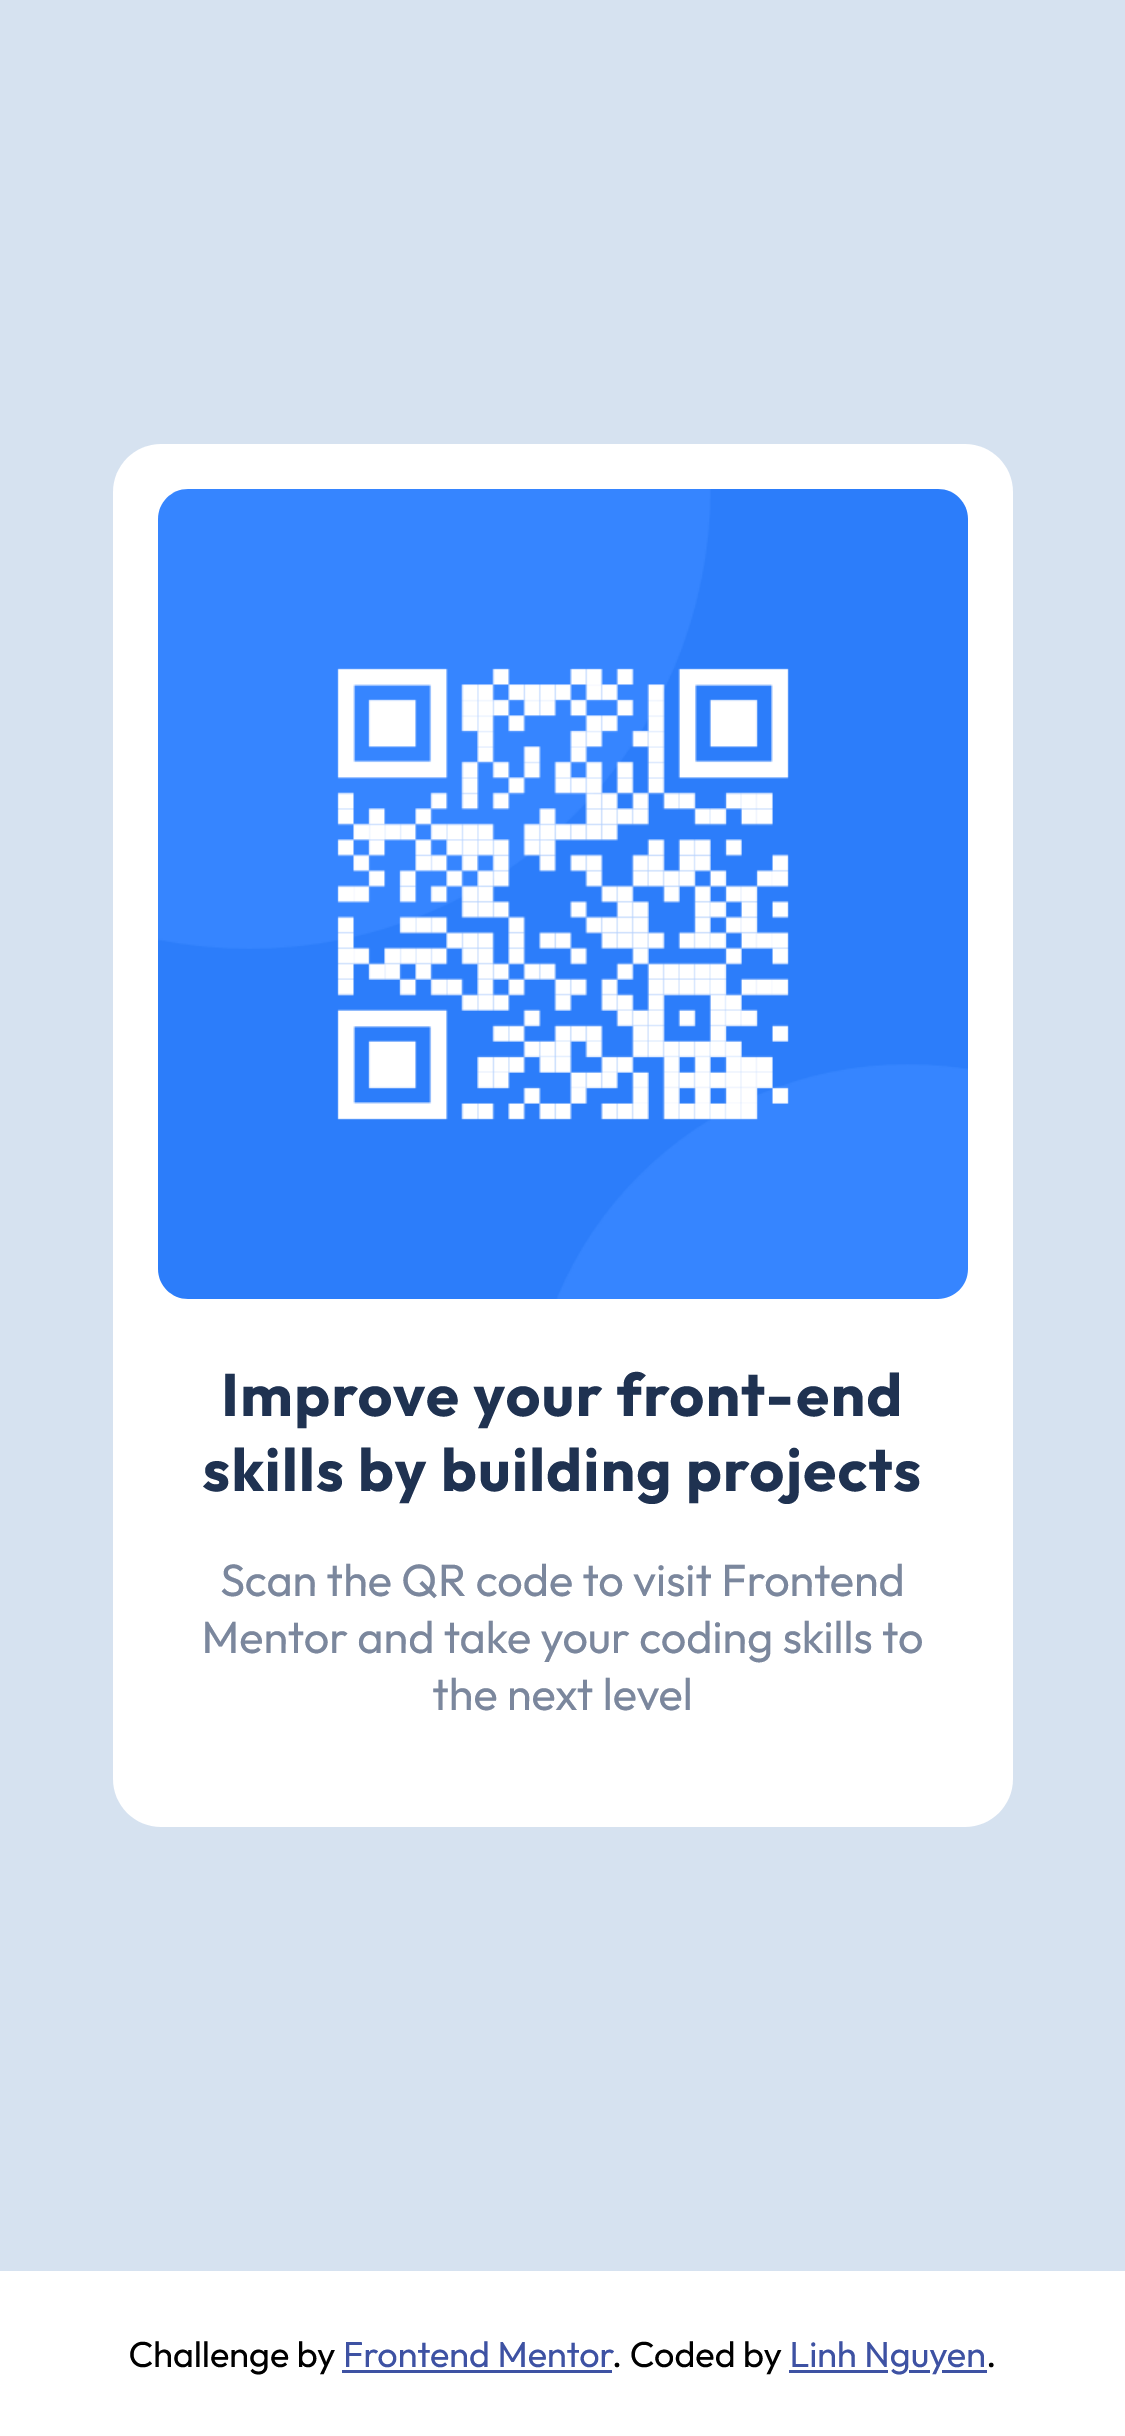 Improve your front-end
skills by building projects
Scan the QR code to visit Frontend
Mentor and take your coding skills to
the next level
Challenge by Frontend Mentor. Coded by Linh Nguyen.